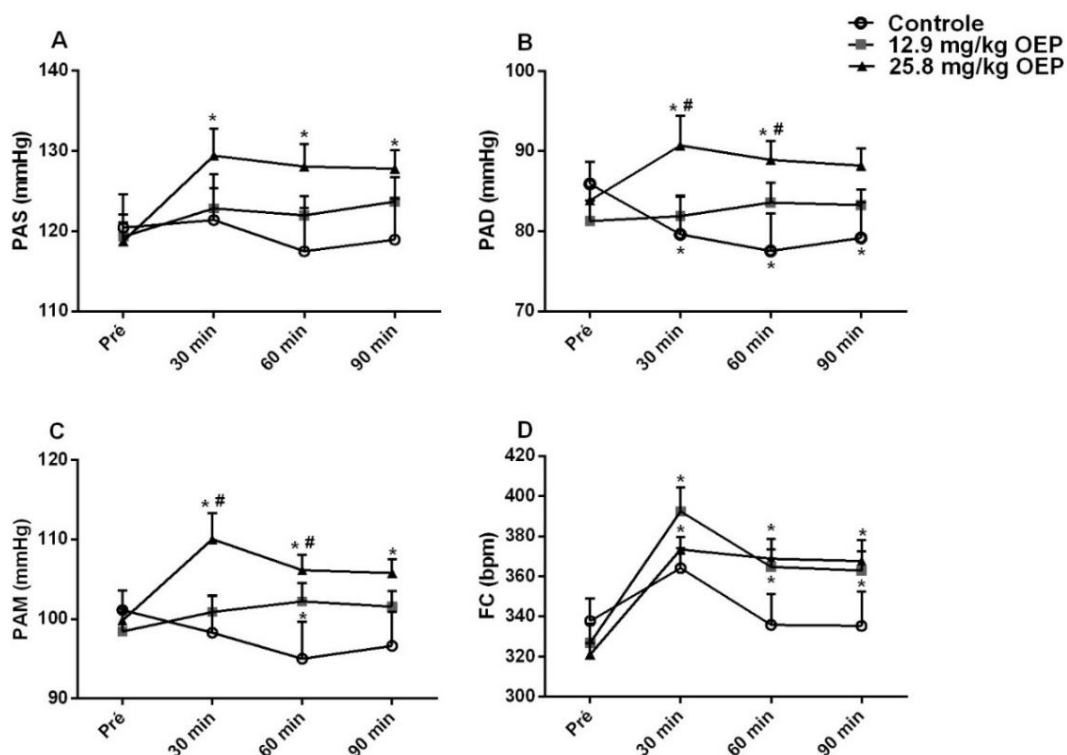 Controle
12.9 mg/kg OEP
25.8 mg/kg OEP
A
PAS (mmHg)
140
130
120
110
* * *
Pré
30 min
60 min
90 min
B
PAD (mmHg)
100
90
80
70
*# *#
* * *
Pré
30 min
60 min
90 min
C
PAM (mmHg)
120
110
100
90
*# *# *
*
Pré
30 min
60 min
90 min
D
FC (bpm)
420
400
380
360
340
320
300
* * *
* * *
Pré
30 min
60 min
90 min